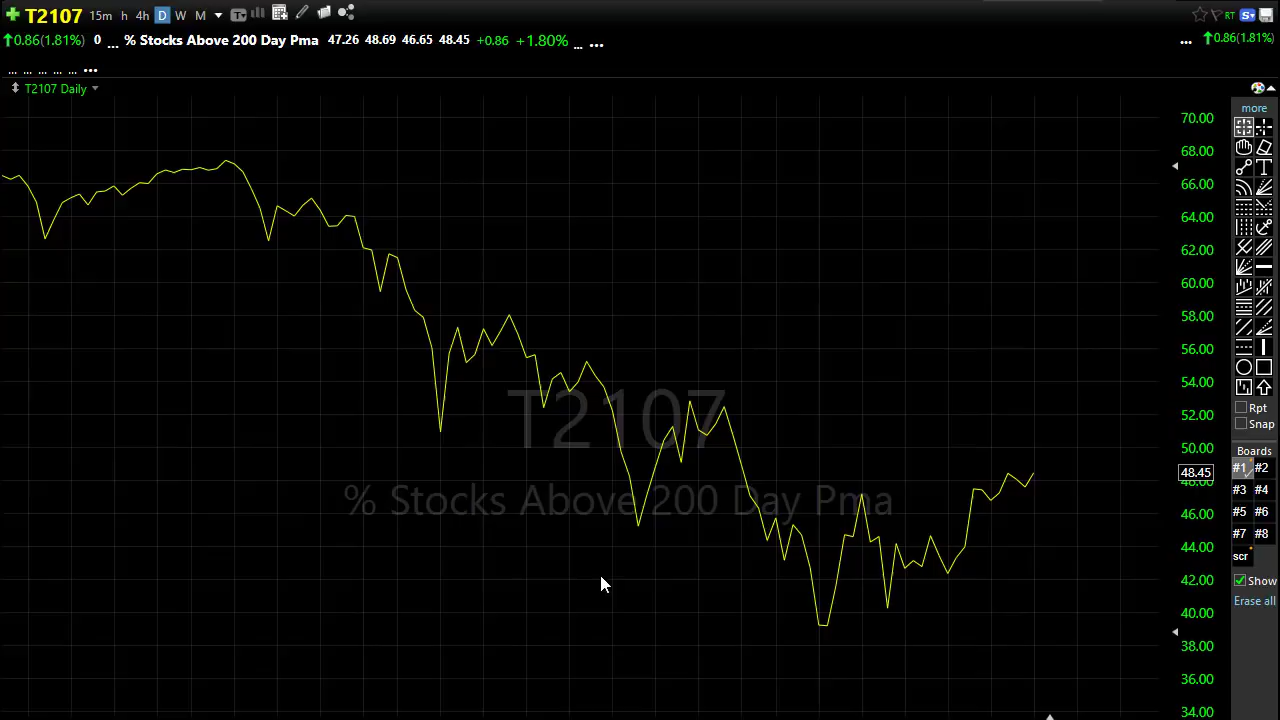 T2107 15m h 4h D W M T RT S
0.86(1.81%) 0 ... % Stocks Above 200 Day Pma 47.26 48.69 46.65 48.45 +0.86 +1.80% ... ... ... 0.86(1.81%)
... ... ... ... ... ...
T2107 Daily
more
70.00
68.00
66.00
64.00
62.00
60.00
58.00
56.00
54.00
52.00
50.00
48.45
48.00
46.00
44.00
42.00
40.00
38.00
36.00
34.00
T2107
% Stocks Above 200 Day Pma
T
Rpt
Snap
Boards
#1 #2
#3 #4
#5 #6
#7 #8
scr
Show
Erase all